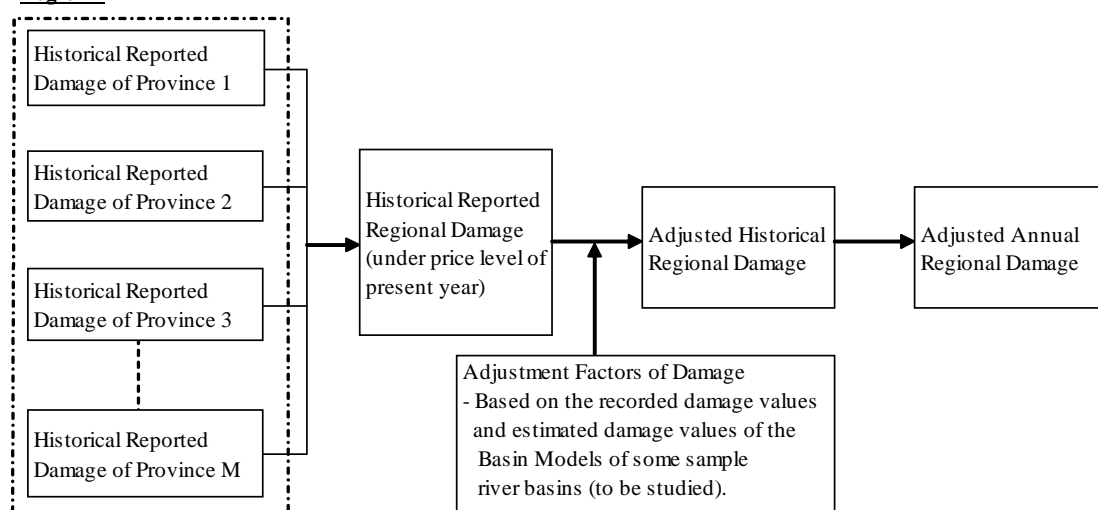 Historical Reported
Damage of Province 1
Historical Reported
Damage of Province 2
Historical Reported
Damage of Province 3
Historical Reported
Damage of Province M
Historical Reported
Regional Damage
(under price level of
present year)
Adjusted Historical
Regional Damage
Adjusted Annual
Regional Damage
Adjustment Factors of Damage
- Based on the recorded damage values
and estimated damage values of the
Basin Models of some sample
river basins (to be studied).